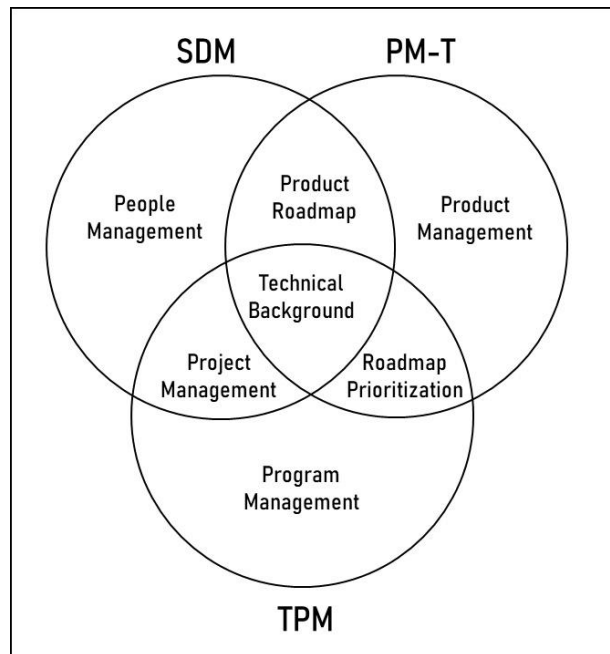 SDM
PM-T
People
Management
Product
Roadmap
Product
Management
Technical
Background
Project
Management
Roadmap
Prioritization
Program
Management
TPM